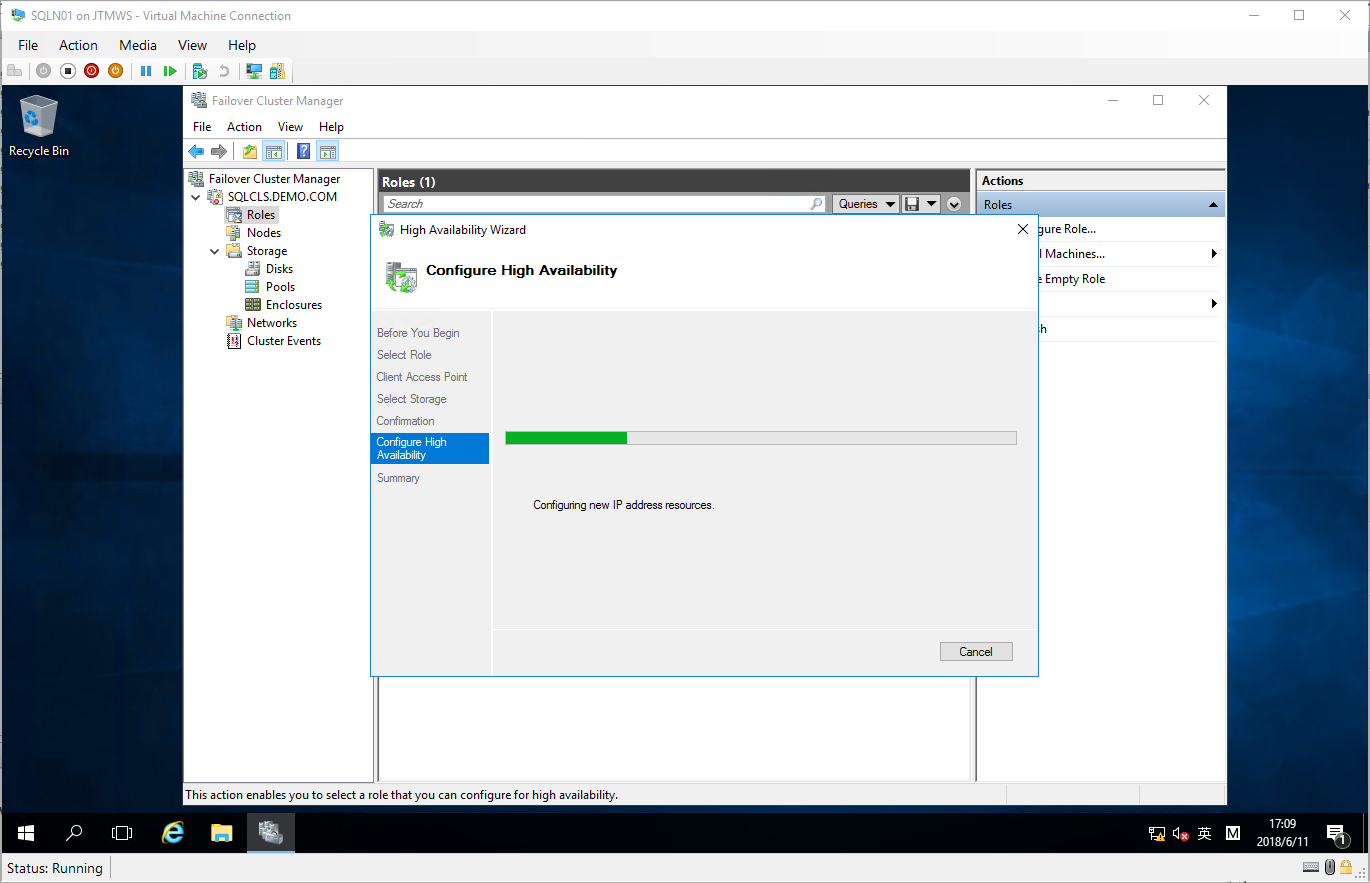 SQLN01 on JTMWS - Virtual Machine Connection
File Action Media View Help
Recycle Bin
Failover Cluster Manager
File Action View Help
Failover Cluster Manager
SQLCLS.DEMO.COM
Roles
Nodes
Storage
Disks
Pools
Enclosures
Networks
Cluster Events
Roles (1)
Search
Queries
Actions
Roles
gure Role...
l Machines...
e Empty Role
sh
High Availability Wizard
Configure High Availability
Before You Begin
Select Role
Client Access Point
Select Storage
Confirmation
Configure High
Availability
Summary
Configuring new IP address resources.
Cancel
This action enables you to select a role that you can configure for high availability.
英 M
17:09
2018/6/11
1
Status: Running